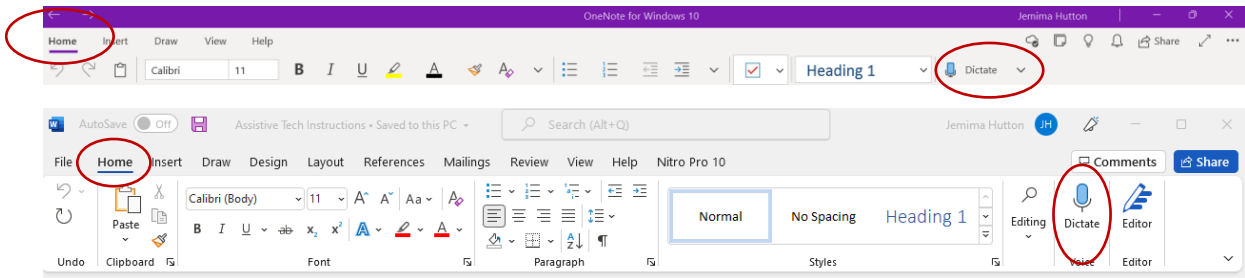 OneNote for Windows 10 Jemima Hutton
Home Insert Draw View Help Share
Calibri 11 B I U A A Heading 1 Dictate
W AutoSave Off Assistive Tech Instructions • Saved to this PC Search (Alt+Q) Jemima Hutton JH
File Home Insert Draw Design Layout References Mailings Review View Help Nitro Pro 10 Comments Share
Calibri (Body) 11 A A Aa A
Paste B I U ab x2 x2 A A Normal No Spacing Heading 1 Editing Dictate Editor
Undo Clipboard Font Paragraph Styles Voice Editor